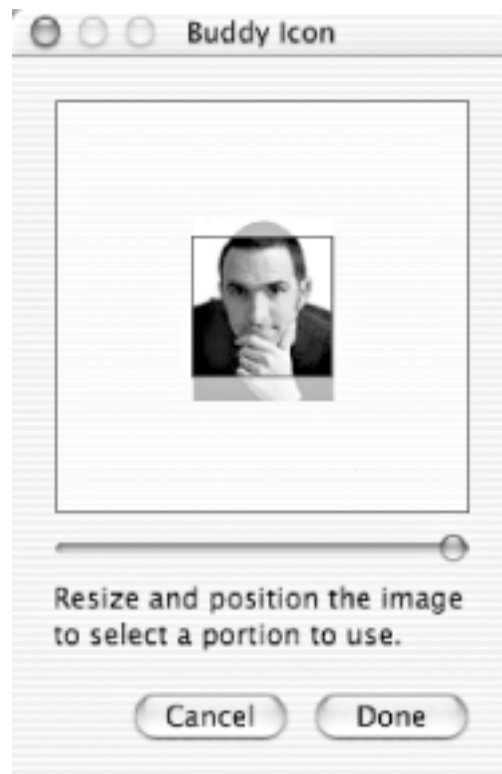 Buddy Icon
Resize and position the image
to select a portion to use.
Cancel Done